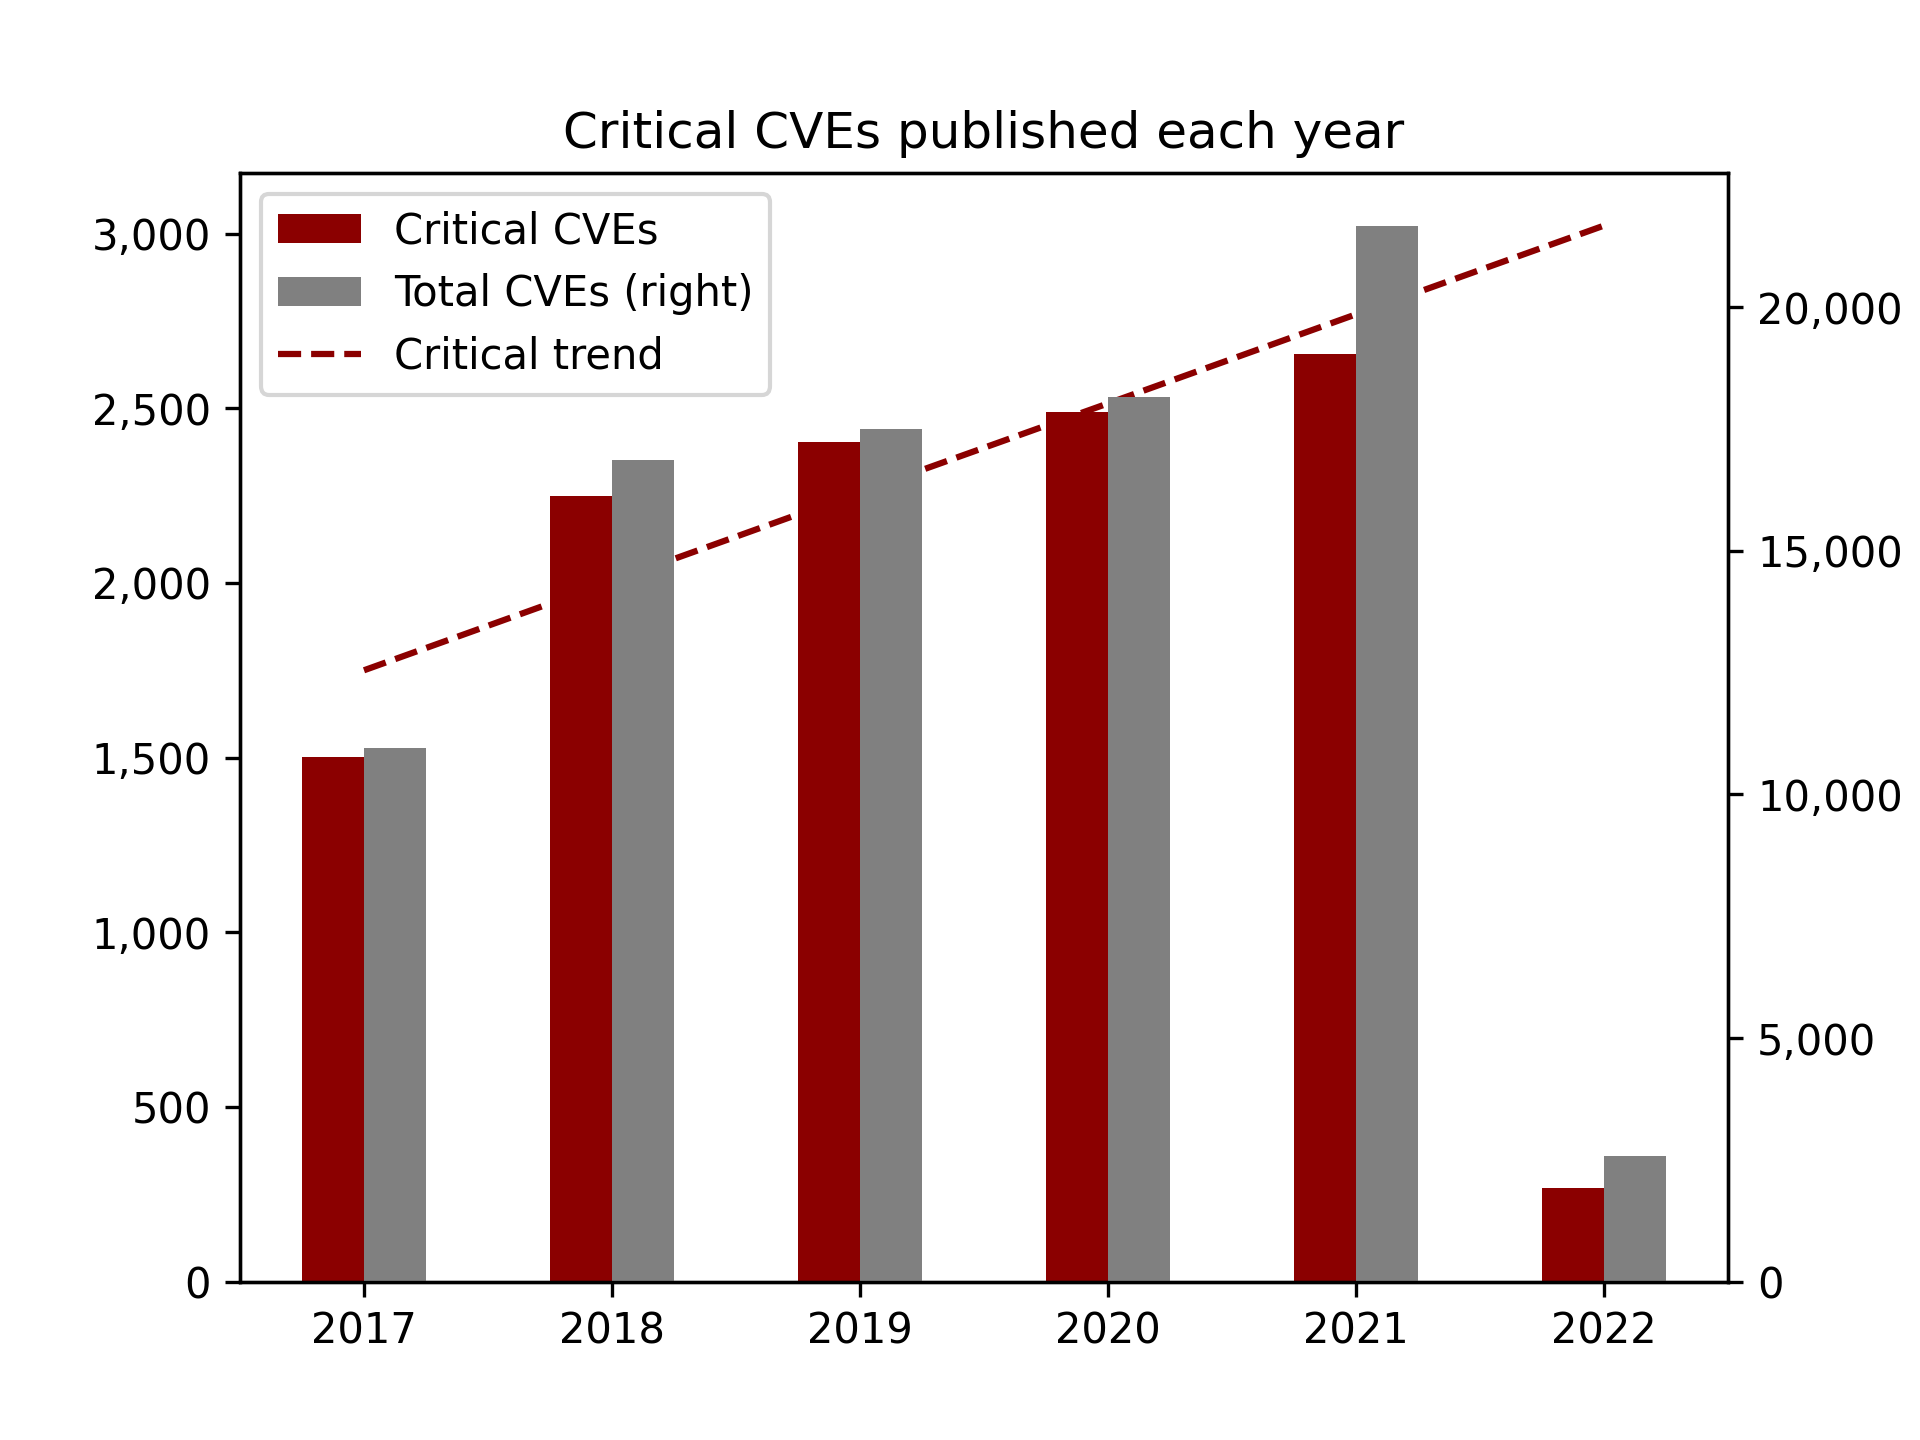 Critical CVEs published each year
Critical CVEs
Total CVEs (right)
Critical trend
3,000
2,500
2,000
1,500
1,000
500
0
20,000
15,000
10,000
5,000
0
2017 2018 2019 2020 2021 2022